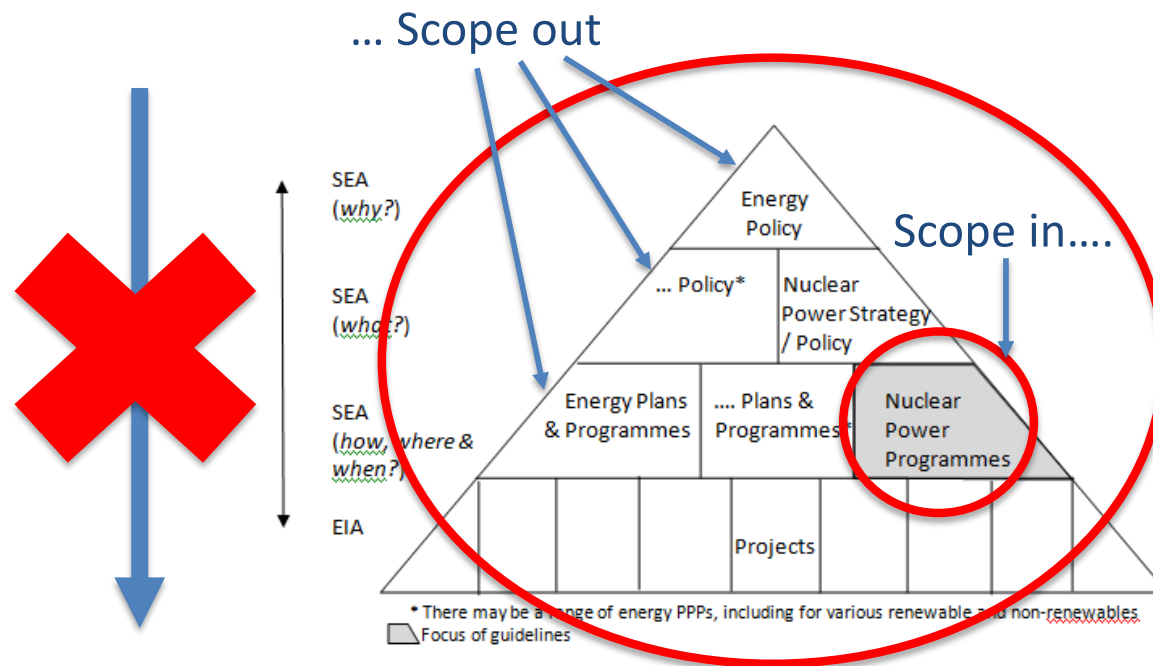 ... Scope out
SEA
(why?)
Energy
Policy
Scope in....
SEA
(what?)
... Policy*
Nuclear
Power Strategy
/ Policy
SEA
(how, where &
when?)
Energy Plans
& Programmes
.... Plans &
Programmes*
Nuclear
Power
Programmes
EIA
Projects
* There may be a range of energy PPPs, including for various renewable and non-renewables
Focus of guidelines